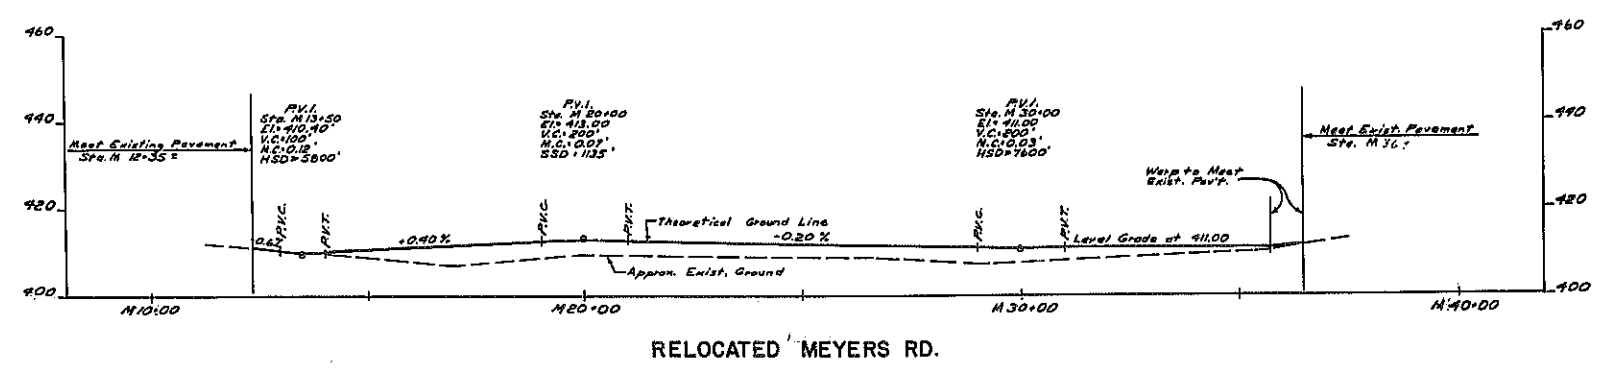 460
440
420
400
460
440
420
400
Meet Existing Pavement
Sta. M 12+35 ±
P.V.I.
Sta. M 13+50
El.= 410.40'
V.C.=100'
M.C.=0.12'
HSD=5800'
P.V.I.
Sta. M 20+00
El.= 413.00
V.C.=200'
M.C.=0.07'
SSD=1135'
P.V.I.
Sta. M 30+00
El.= 411.00
V.C.=200'
M.C.=0.03'
HSD=7600'
Meet Exist. Pavement
Sta. M 36
Warp to Meet
Exist. Pav't.
P.V.C.
P.V.T.
P.V.C.
P.V.T.
P.V.C.
P.V.T.
+0.40%
Theoretical Ground Line
-0.20%
Level Grade at 411.00
Approx. Exist. Ground
M10+00
M20+00
M30+00
M 40+00
RELOCATED MEYERS RD.